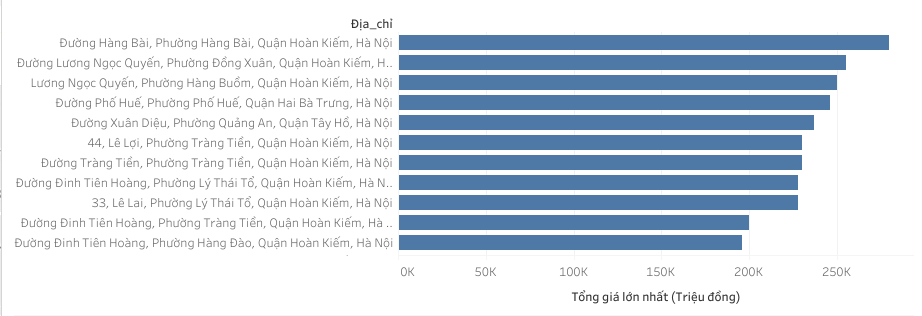 Địa_chỉ
Đường Hàng Bài, Phường Hàng Bài, Quận Hoàn Kiếm, Hà Nội
Đường Lương Ngọc Quyến, Phường Đồng Xuân, Quận Hoàn Kiếm, H..
Lương Ngọc Quyến, Phường Hàng Buồm, Quận Hoàn Kiếm, Hà Nội
Đường Phố Huế, Phường Phố Huế, Quận Hai Bà Trưng, Hà Nội
Đường Xuân Diệu, Phường Quảng An, Quận Tây Hồ, Hà Nội
44, Lê Lợi, Phường Tràng Tiền, Quận Hoàn Kiếm, Hà Nội
Đường Tràng Tiền, Phường Tràng Tiền, Quận Hoàn Kiếm, Hà Nội
Đường Đinh Tiên Hoàng, Phường Lý Thái Tổ, Quận Hoàn Kiếm, Hà N..
33, Lê Lai, Phường Lý Thái Tổ, Quận Hoàn Kiếm, Hà Nội
Đường Đinh Tiên Hoàng, Phường Tràng Tiền, Quận Hoàn Kiếm, Hà ..
Đường Đinh Tiên Hoàng, Phường Hàng Đào, Quận Hoàn Kiếm, Hà Nội
0K 50K 100K 150K 200K 250K
Tổng giá lớn nhất (Triệu đồng)